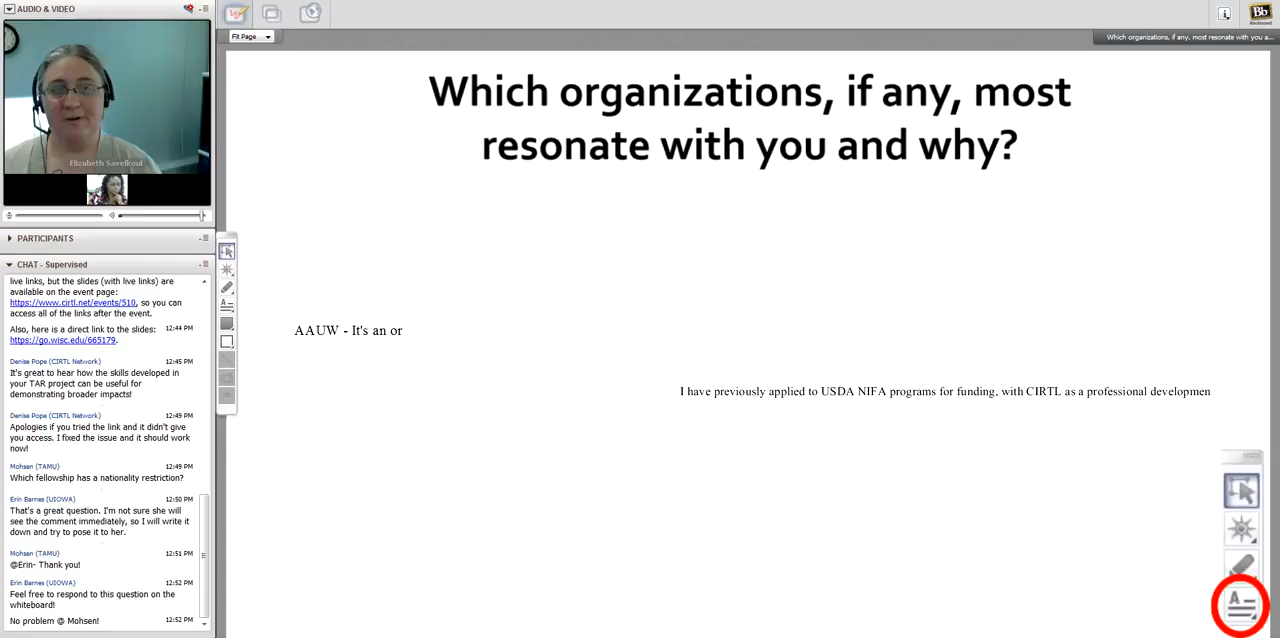 AUDIO & VIDEO
Elizabeth Savelkoul
PARTICIPANTS
CHAT - Supervised
live links, but the slides (with live links) are
available on the event page:
https://www.cirtl.net/events/510, so you can
access all of the links after the event.
Also, here is a direct link to the slides: 12:44 PM
https://go.wisc.edu/665179.
Denise Pope (CIRTL Network) 12:45 PM
It's great to hear how the skills developed in
your TAR project can be useful for
demonstrating broader impacts!
Denise Pope (CIRTL Network) 12:49 PM
Apologies if you tried the link and it didn't give
you access. I fixed the issue and it should work
now!
Mohsen (TAMU) 12:49 PM
Which fellowship has a nationality restriction?
Erin Barnes (UIOWA) 12:50 PM
That's a great question. I'm not sure she will
see the comment immediately, so I will write it
down and try to pose it to her.
Mohsen (TAMU) 12:51 PM
@Erin- Thank you!
Erin Barnes (UIOWA) 12:52 PM
Feel free to respond to this question on the
whiteboard!
No problem @ Mohsen! 12:52 PM
Fit Page
Bb
Blackboard
Which organizations, if any, most resonate with you a...
Which organizations, if any, most
resonate with you and why?
AAUW - It's an or
I have previously applied to USDA NIFA programs for funding, with CIRTL as a professional developmen
A
A